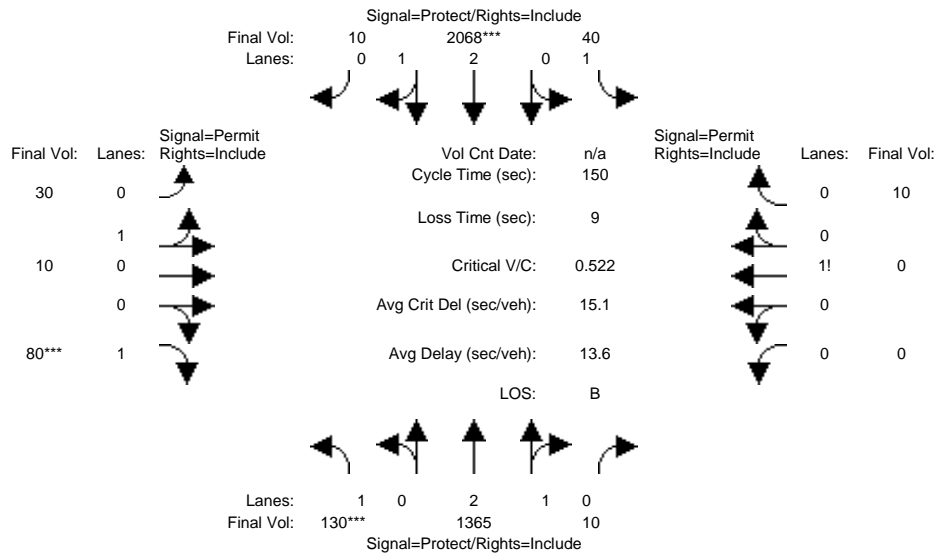 Signal=Protect/Rights=Include
Final Vol: 10 2068*** 40
Lanes: 0 1 2 0 1
Signal=Permit
Final Vol: Lanes: Rights=Include
Vol Cnt Date: n/a
Signal=Permit
Rights=Include Lanes: Final Vol:
Cycle Time (sec): 150
30 0
0 10
Loss Time (sec): 9
1
0
10 0
Critical V/C: 0.522
1! 0
0
Avg Crit Del (sec/veh): 15.1
0
80*** 1
Avg Delay (sec/veh): 13.6
0 0
LOS: B
Lanes: 1 0 2 1 0
Final Vol: 130*** 1365 10
Signal=Protect/Rights=Include